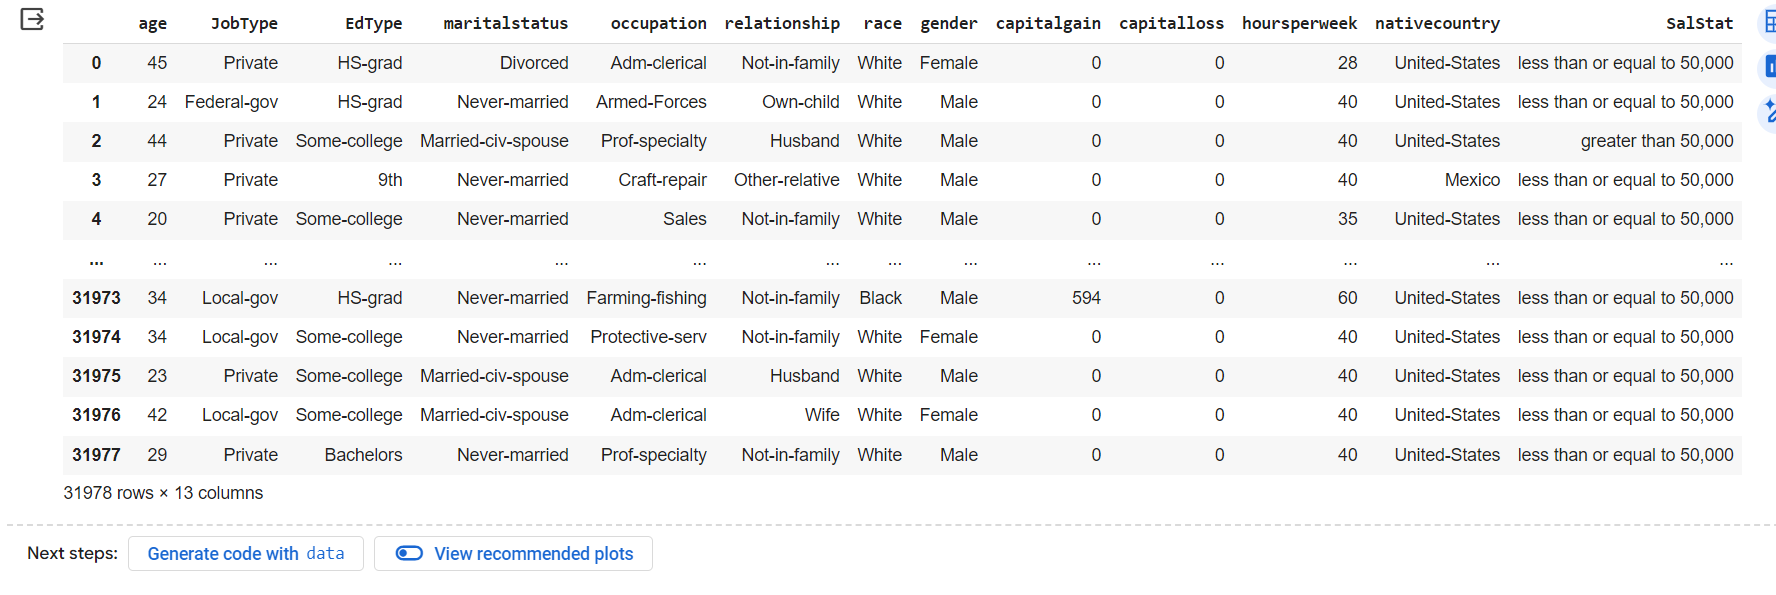 age JobType EdType maritalstatus occupation relationship race gender capitalgain capitalloss hoursperweek nativecountry SalStat
0 45 Private HS-grad Divorced Adm-clerical Not-in-family White Female 0 0 28 United-States less than or equal to 50,000
1 24 Federal-gov HS-grad Never-married Armed-Forces Own-child White Male 0 0 40 United-States less than or equal to 50,000
2 44 Private Some-college Married-civ-spouse Prof-specialty Husband White Male 0 0 40 United-States greater than 50,000
3 27 Private 9th Never-married Craft-repair Other-relative White Male 0 0 40 Mexico less than or equal to 50,000
4 20 Private Some-college Never-married Sales Not-in-family White Male 0 0 35 United-States less than or equal to 50,000
... ... ... ... ... ... ... ... ... ... ... ... ... ...
31973 34 Local-gov HS-grad Never-married Farming-fishing Not-in-family Black Male 594 0 60 United-States less than or equal to 50,000
31974 34 Local-gov Some-college Never-married Protective-serv Not-in-family White Female 0 0 40 United-States less than or equal to 50,000
31975 23 Private Some-college Married-civ-spouse Adm-clerical Husband White Male 0 0 40 United-States less than or equal to 50,000
31976 42 Local-gov Some-college Married-civ-spouse Adm-clerical Wife White Female 0 0 40 United-States less than or equal to 50,000
31977 29 Private Bachelors Never-married Prof-specialty Not-in-family White Male 0 0 40 United-States less than or equal to 50,000
31978 rows × 13 columns
Next steps: Generate code with data View recommended plots